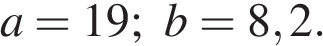 a = 19; b = 8,2.